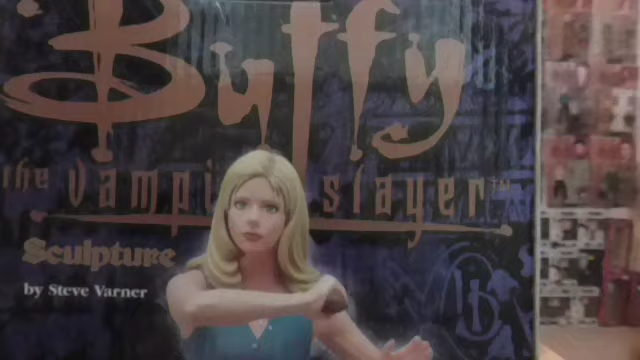 Buffy
the vampi slayer™
Sculpture
by Steve Varner